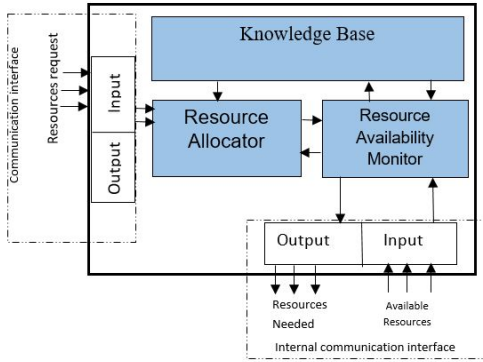 Communication interface
Resources request
Input
Output
Knowledge Base
Resource
Allocator
Resource
Availability
Monitor
Output
Input
Resources
Needed
Available
Resources
Internal communication interface